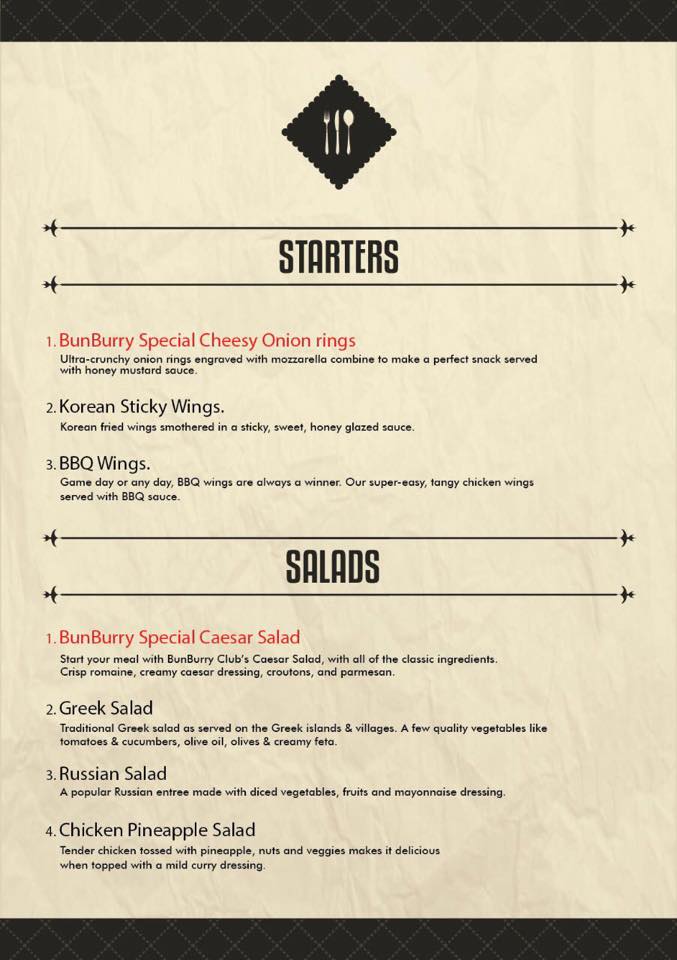 STARTERS
1. BunBurry Special Cheesy Onion rings
Ultra-crunchy onion rings engraved with mozzarella combine to make a perfect snack served
with honey mustard sauce.
2. Korean Sticky Wings.
Korean fried wings smothered in a sticky, sweet, honey glazed sauce.
3. BBQ Wings.
Game day or any day, BBQ wings are always a winner. Our super-easy, tangy chicken wings
served with BBQ sauce.
SALADS
1. BunBurry Special Caesar Salad
Start your meal with BunBurry Club's Caesar Salad, with all of the classic ingredients.
Crisp romaine, creamy caesar dressing, croutons, and parmesan.
2. Greek Salad
Traditional Greek salad as served on the Greek islands & villages. A few quality vegetables like
tomatoes & cucumbers, olive oil, olives & creamy feta.
3. Russian Salad
A popular Russian entree made with diced vegetables, fruits and mayonnaise dressing.
4. Chicken Pineapple Salad
Tender chicken tossed with pineapple, nuts and veggies makes it delicious
when topped with a mild curry dressing.